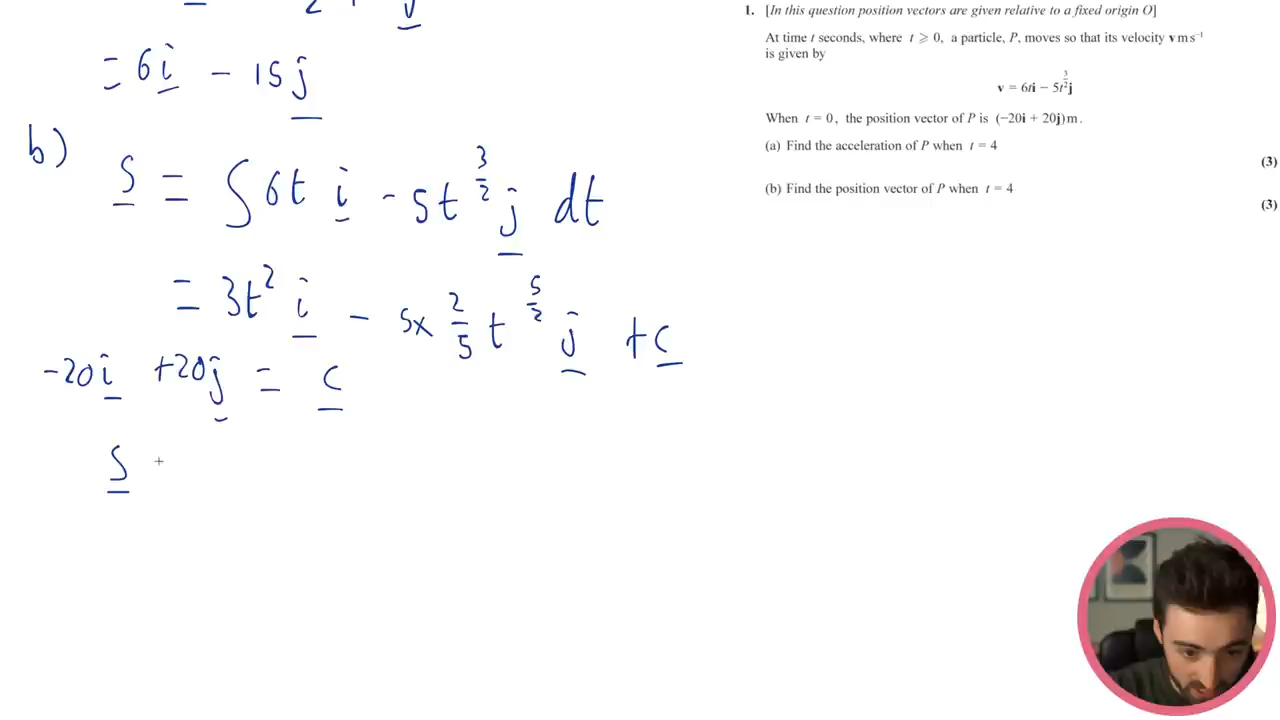 = 6i - 15j
b) s = ∫ 6t i - 5t^(3/2) j dt
= 3t² i - 5× 2/5 t^(5/2) j + c
-20i +20j = c
s
1. [In this question position vectors are given relative to a fixed origin O]
At time t seconds, where t ⩾ 0, a particle, P, moves so that its velocity v m s⁻¹
is given by
v = 6ti − 5t^(3/2)j
When t = 0, the position vector of P is (−20i + 20j) m.
(a) Find the acceleration of P when t = 4
(3)
(b) Find the position vector of P when t = 4
(3)